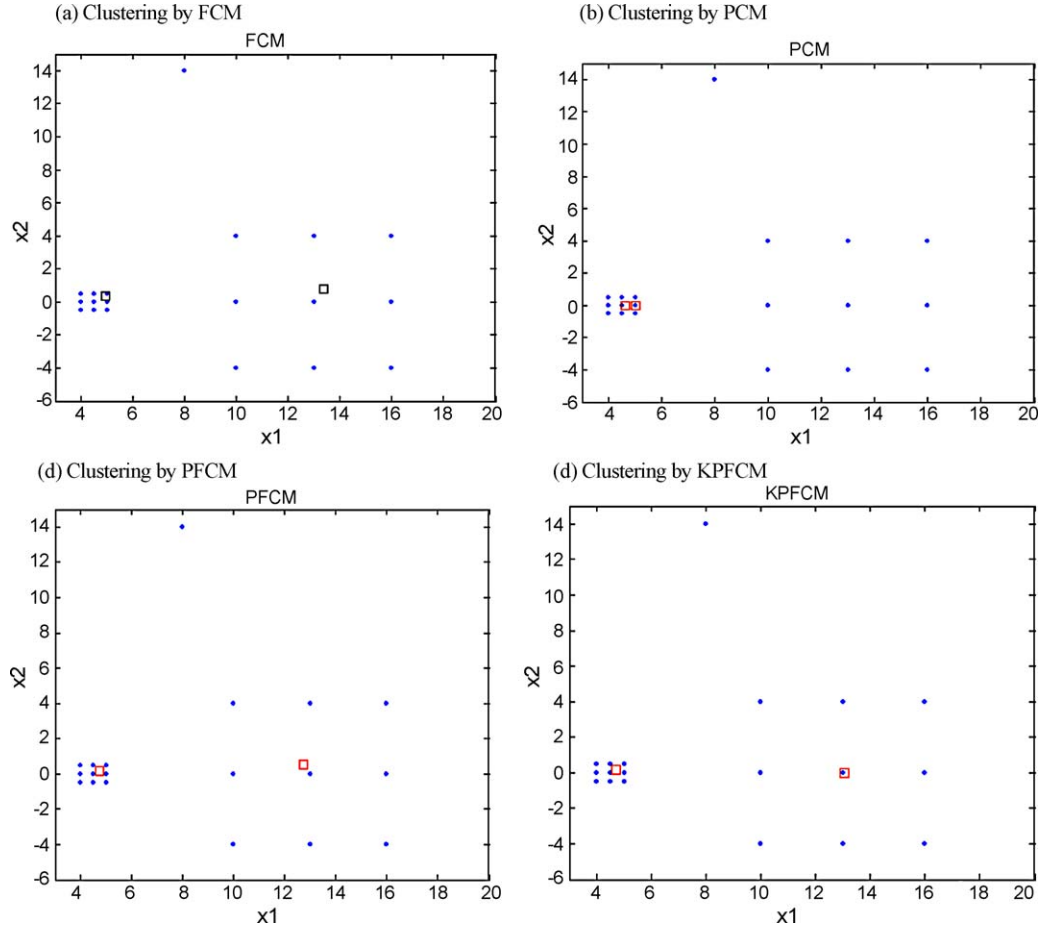 (a) Clustering by FCM
FCM
14
12
10
8
6
4
2
0
-2
-4
-6
x2
4 6 8 10 12 14 16 18 20
x1
(b) Clustering by PCM
PCM
14
12
10
8
6
4
2
0
-2
-4
-6
x2
4 6 8 10 12 14 16 18 20
x1
(d) Clustering by PFCM
PFCM
14
12
10
8
6
4
2
0
-2
-4
-6
x2
4 6 8 10 12 14 16 18 20
x1
(d) Clustering by KPFCM
KPFCM
14
12
10
8
6
4
2
0
-2
-4
-6
x2
4 6 8 10 12 14 16 18 20
x1